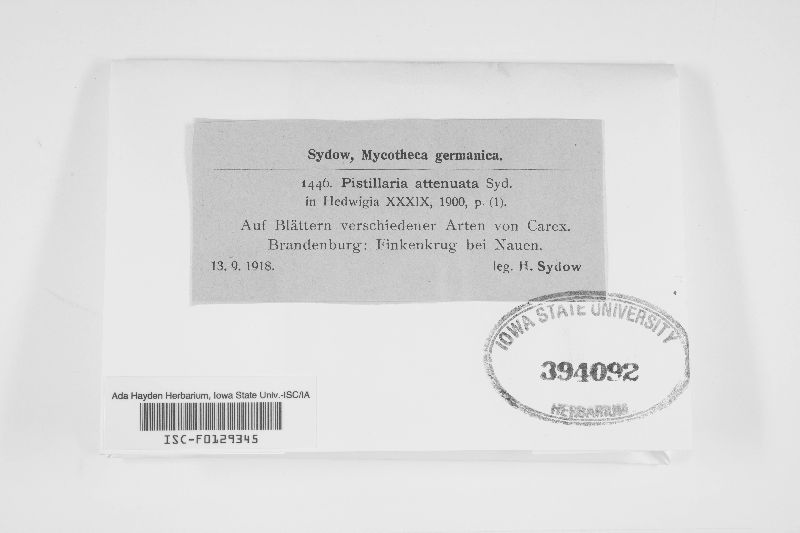 Sydow, Mycotheca germanica.
1446. Pistillaria attenuata Syd.
in Hedwigia XXXIX, 1900, p. (1).
Auf Blättern verschiedener Arten von Carex.
Brandenburg: Finkenkrug bei Nauen.
13. 9. 1918. leg. H. Sydow
IOWA STATE UNIVERSITY
394092
HERBARIUM
Ada Hayden Herbarium, Iowa State Univ.-ISC/IA
ISC-F0129345